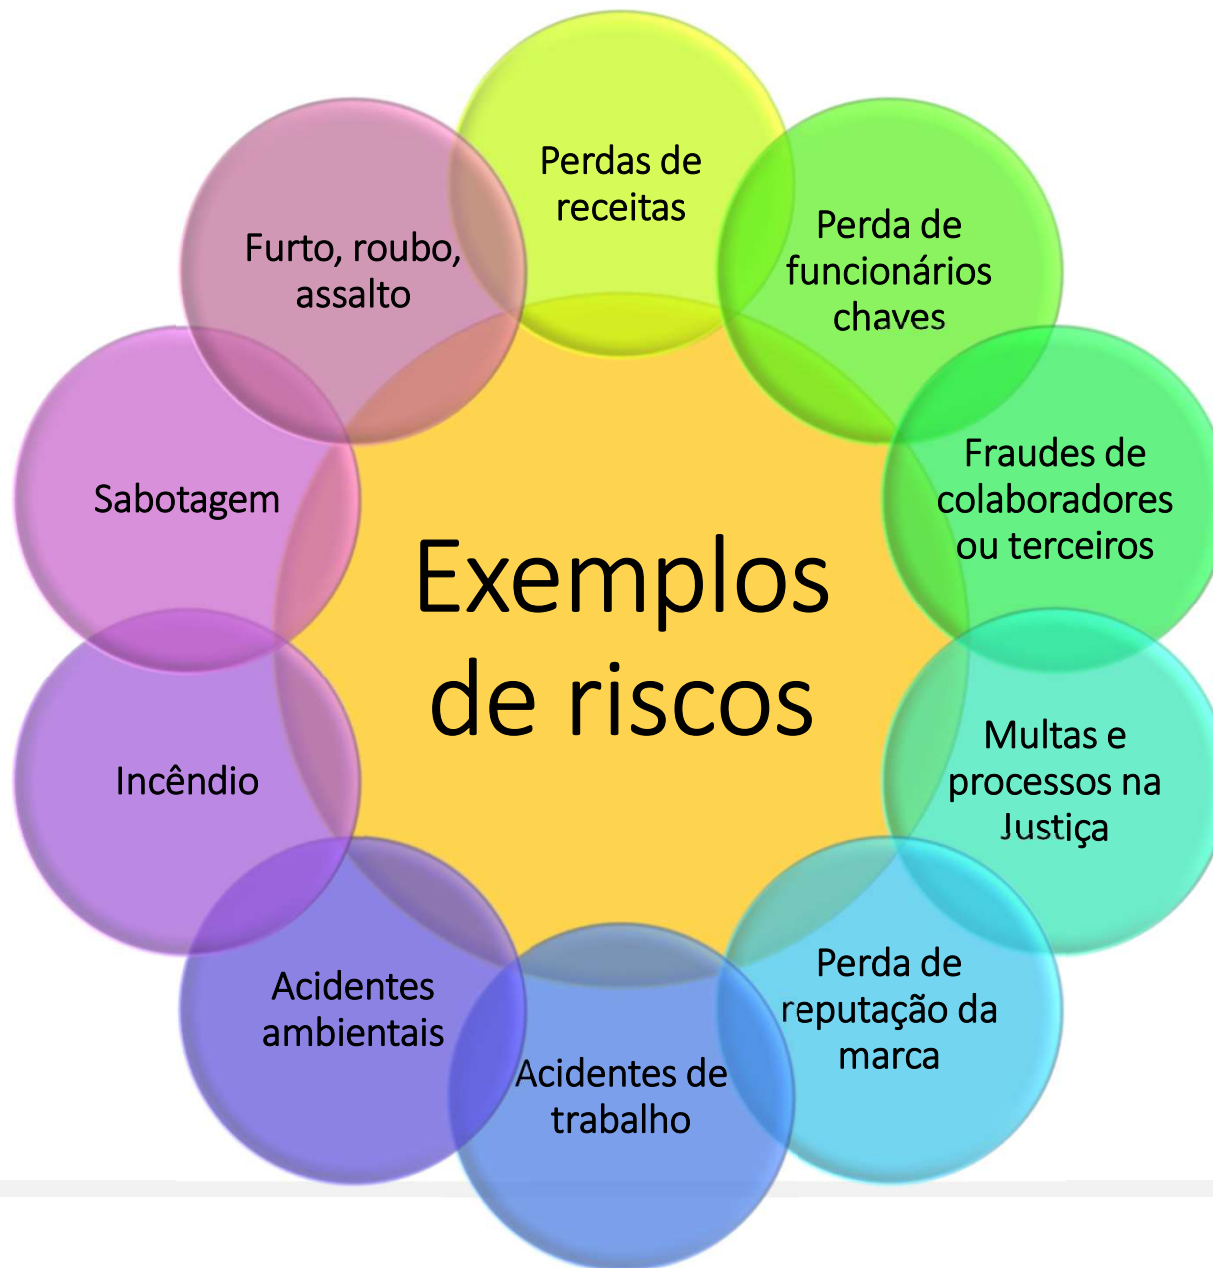 Exemplos
de riscos
Perdas de
receitas
Perda de
funcionários
chaves
Fraudes de
colaboradores
ou terceiros
Multas e
processos na
Justiça
Perda de
reputação da
marca
Acidentes de
trabalho
Acidentes
ambientais
Incêndio
Sabotagem
Furto, roubo,
assalto